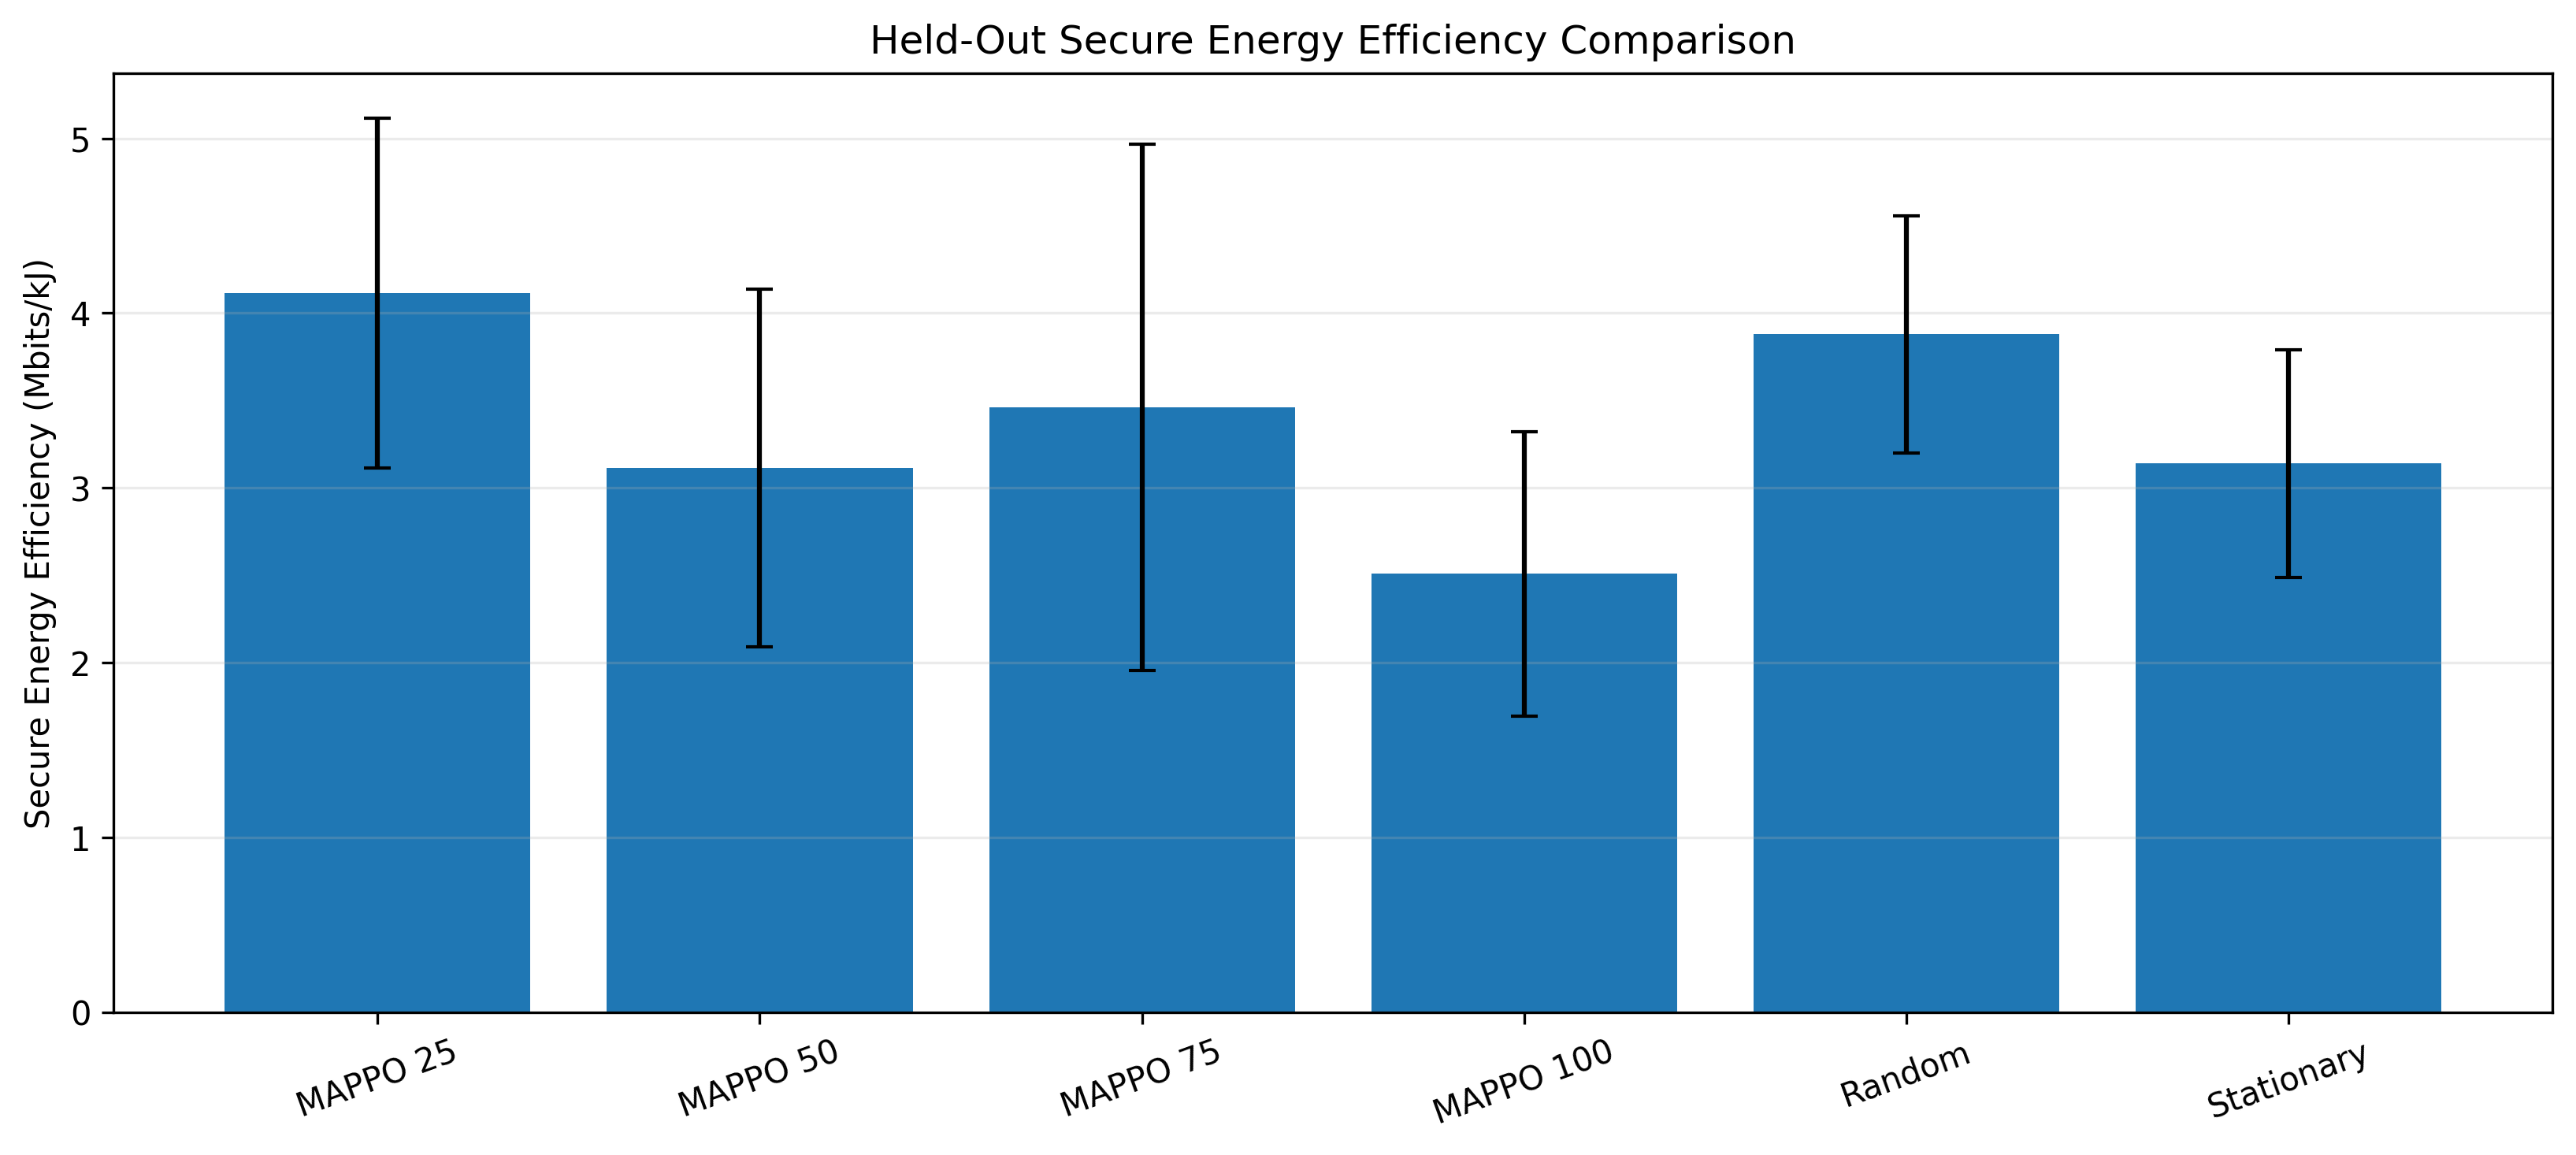 Held-Out Secure Energy Efficiency Comparison
Secure Energy Efficiency (Mbits/kJ)
5
4
3
2
1
0
MAPPO 25
MAPPO 50
MAPPO 75
MAPPO 100
Random
Stationary